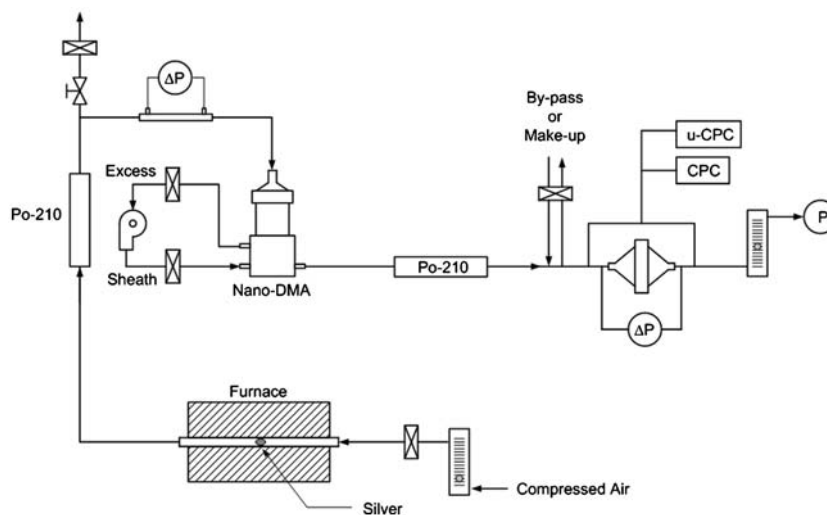 ΔP
By-pass
or
Make-up
u-CPC
CPC
Excess
Po-210
P
Sheath
Nano-DMA
Po-210
ΔP
Furnace
Silver
Compressed Air